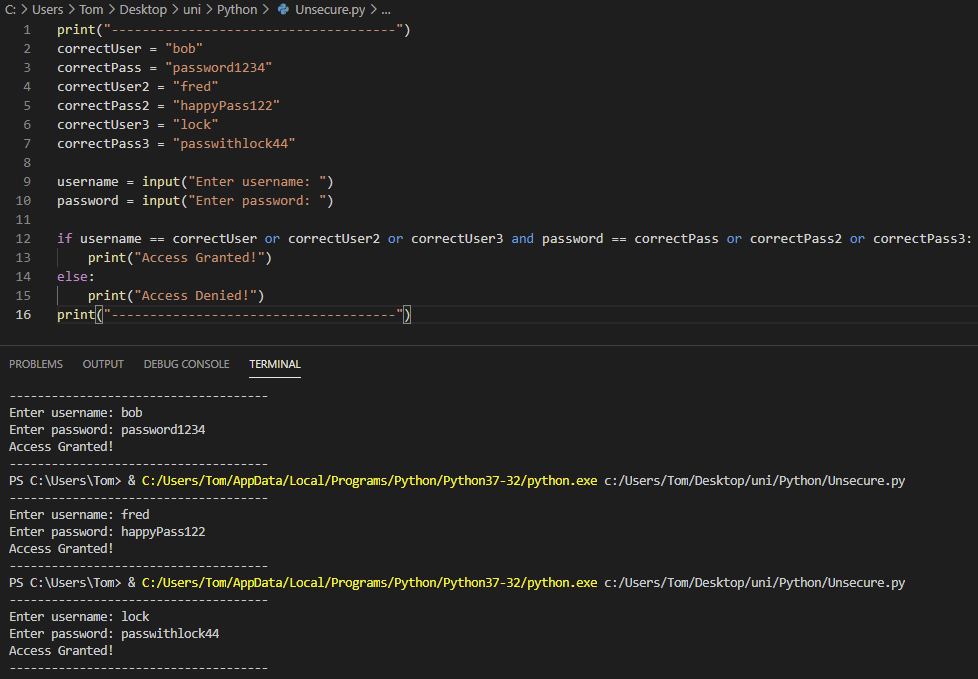 C: > Users > Tom > Desktop > uni > Python > Unsecure.py > ...
1 print("-------------------------------------")
2 correctUser = "bob"
3 correctPass = "password1234"
4 correctUser2 = "fred"
5 correctPass2 = "happyPass122"
6 correctUser3 = "lock"
7 correctPass3 = "passwithlock44"
8
9 username = input("Enter username: ")
10 password = input("Enter password: ")
11
12 if username == correctUser or correctUser2 or correctUser3 and password == correctPass or correctPass2 or correctPass3:
13     print("Access Granted!")
14 else:
15     print("Access Denied!")
16 print("-------------------------------------")
PROBLEMS OUTPUT DEBUG CONSOLE TERMINAL
-------------------------------------
Enter username: bob
Enter password: password1234
Access Granted!
-------------------------------------
PS C:\Users\Tom> & C:/Users/Tom/AppData/Local/Programs/Python/Python37-32/python.exe c:/Users/Tom/Desktop/uni/Python/Unsecure.py
-------------------------------------
Enter username: fred
Enter password: happyPass122
Access Granted!
-------------------------------------
PS C:\Users\Tom> & C:/Users/Tom/AppData/Local/Programs/Python/Python37-32/python.exe c:/Users/Tom/Desktop/uni/Python/Unsecure.py
-------------------------------------
Enter username: lock
Enter password: passwithlock44
Access Granted!
-------------------------------------